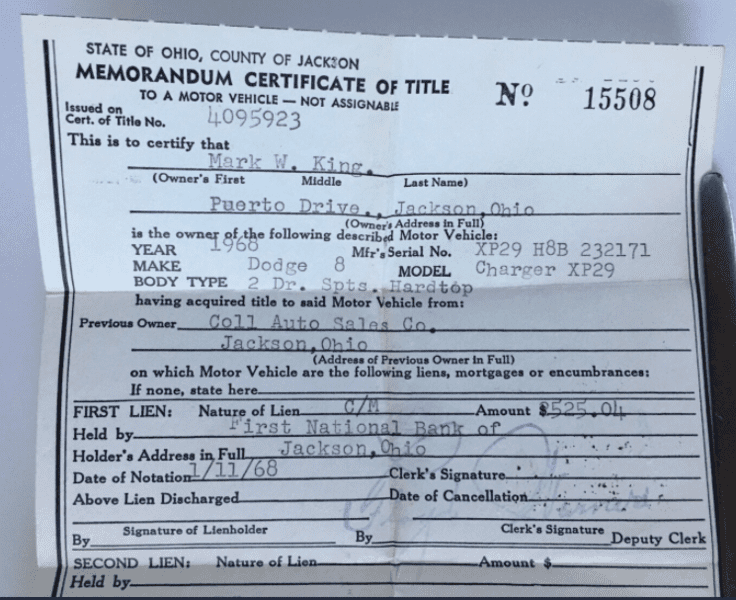 STATE OF OHIO, COUNTY OF JACKSON
MEMORANDUM CERTIFICATE OF TITLE
TO A MOTOR VEHICLE — NOT ASSIGNABLE
Nº 15508
Issued on
Cert. of Title No. 4095923
This is to certify that
Mark W. King.
(Owner's First Middle Last Name)
Puerto Drive., Jackson,Ohio
(Owner's Address in Full)
is the owner of the following described Motor Vehicle:
YEAR 1968 Mfr's Serial No. XP29 H8B 232171
MAKE Dodge 8 MODEL Charger XP29
BODY TYPE 2 Dr. Spts. Hardtop
having acquired title to said Motor Vehicle from:
Previous Owner Coll Auto Sales Co.
Jackson,Ohio
(Address of Previous Owner in Full)
on which Motor Vehicle are the following liens, mortgages or encumbrances:
If none, state here
FIRST LIEN: Nature of Lien C/M Amount $525.04
Held by First National Bank of
Holder's Address in Full Jackson,Ohio
Date of Notation 1/11/68 Clerk's Signature
Above Lien Discharged Date of Cancellation
Signature of Lienholder Clerk's Signature
By By Deputy Clerk
SECOND LIEN: Nature of Lien Amount $
Held by